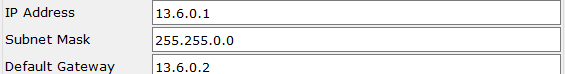 IP Address 13.6.0.1
Subnet Mask 255.255.0.0
Default Gateway 13.6.0.2